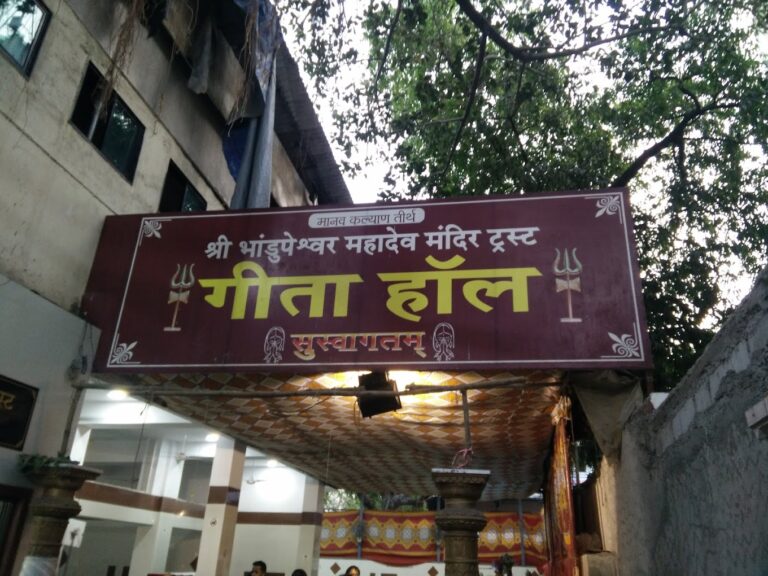 मानव कल्याण तीर्थ
श्री भांडुपेश्वर महादेव मंदिर ट्रस्ट
गीता हॉल
सुस्वागतम्